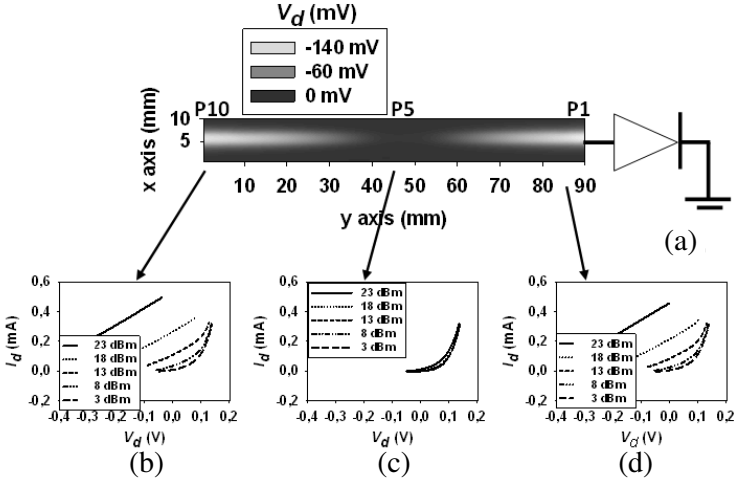 V_d (mV)
-140 mV
-60 mV
0 mV
P10 P5 P1
x axis (mm)
10
5
10 20 30 40 50 60 70 80 90
y axis (mm)
(a)
I_d (mA)
0,6
0,4
0,2
0,0
-0,2
23 dBm
18 dBm
13 dBm
8 dBm
3 dBm
-0,4 -0,3 -0,2 -0,1 0,0 0,1 0,2
V_d (V)
(b)
I_d (mA)
0,6
0,4
0,2
0,0
-0,2
23 dBm
18 dBm
13 dBm
8 dBm
3 dBm
-0,4 -0,3 -0,2 -0,1 0,0 0,1 0,2
V_d (V)
(c)
I_d (mA)
0,6
0,4
0,2
0,0
-0,2
23 dBm
18 dBm
13 dBm
8 dBm
3 dBm
-0,4 -0,3 -0,2 -0,1 0,0 0,1 0,2
V_d (V)
(d)